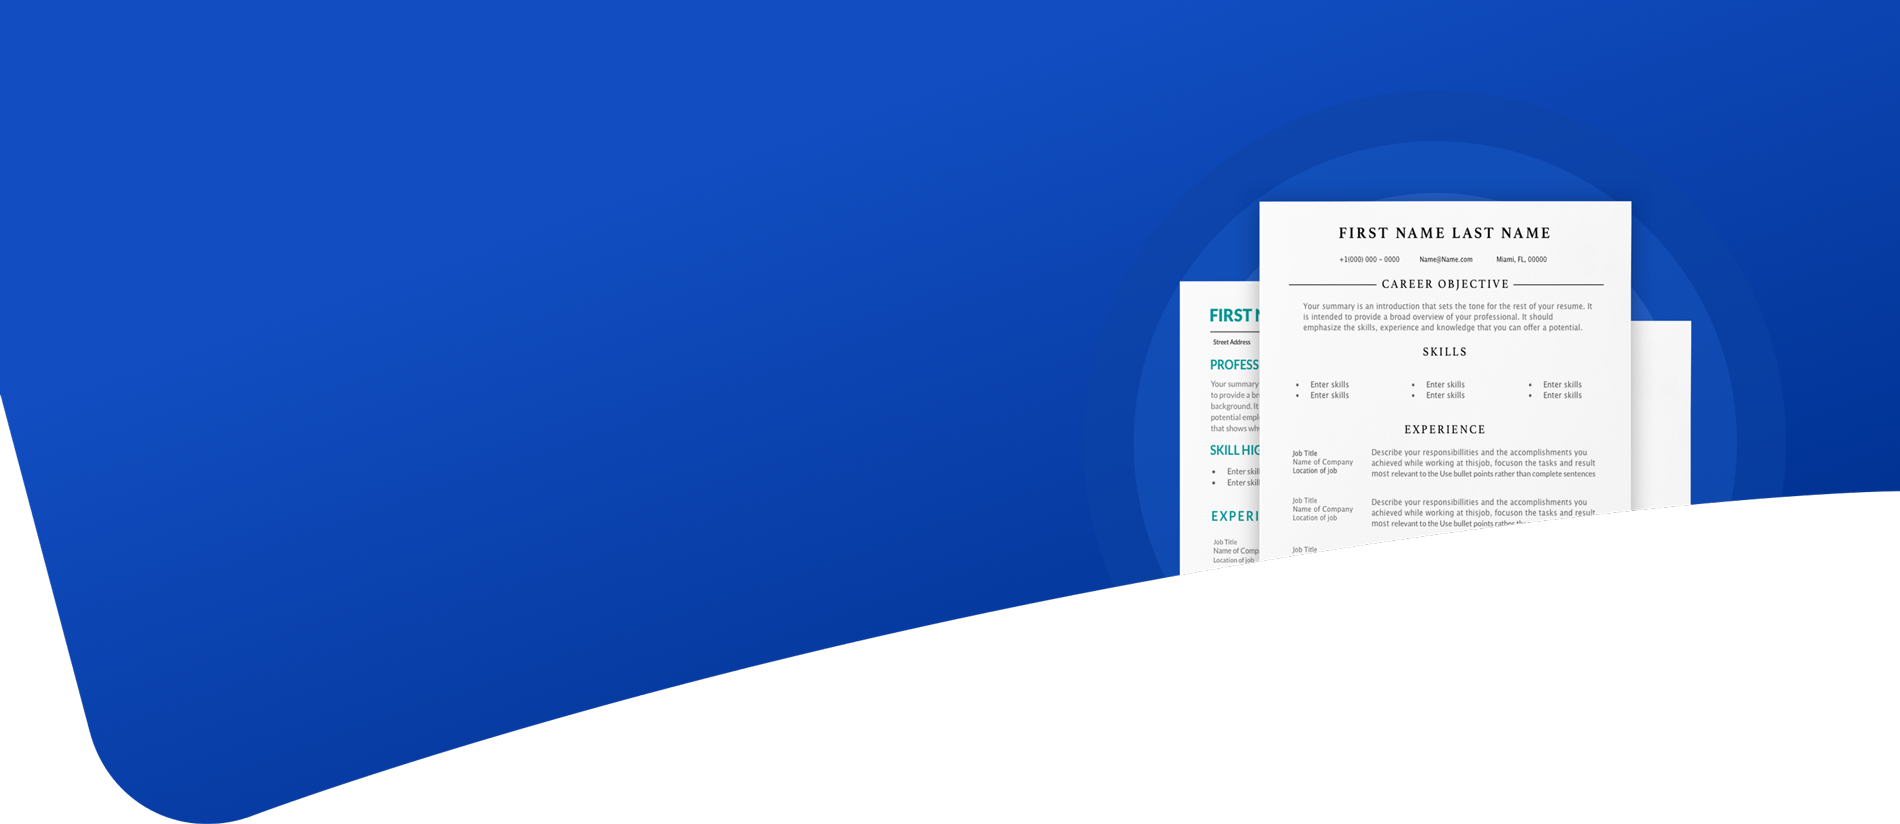 FIRST NAME LAST NAME
+1(000) 000 – 0000 Name@Name.com Miami, FL, 00000
CAREER OBJECTIVE
Your summary is an introduction that sets the tone for the rest of your resume. It
is intended to provide a broad overview of your professional. It should
emphasize the skills, experience and knowledge that you can offer a potential.
SKILLS
• Enter skills • Enter skills • Enter skills
• Enter skills • Enter skills • Enter skills
EXPERIENCE
Job Title
Name of Company
Location of job
Describe your responsibillities and the accomplishments you
achieved while working at thisjob, focuson the tasks and result
most relevant to the Use bullet points rather than complete sentences
Job Title
Name of Company
Location of job
Describe your responsibillities and the accomplishments you
achieved while working at thisjob, focuson the tasks and result
most relevant to the Use bullet points rather
Job Title
FIRST
Street Address
PROFESS
Your summary
to provide a
background. It
potential
that shows
SKILL
• Enter
• Enter
EXPERI
Job Title
Name of
Location of job